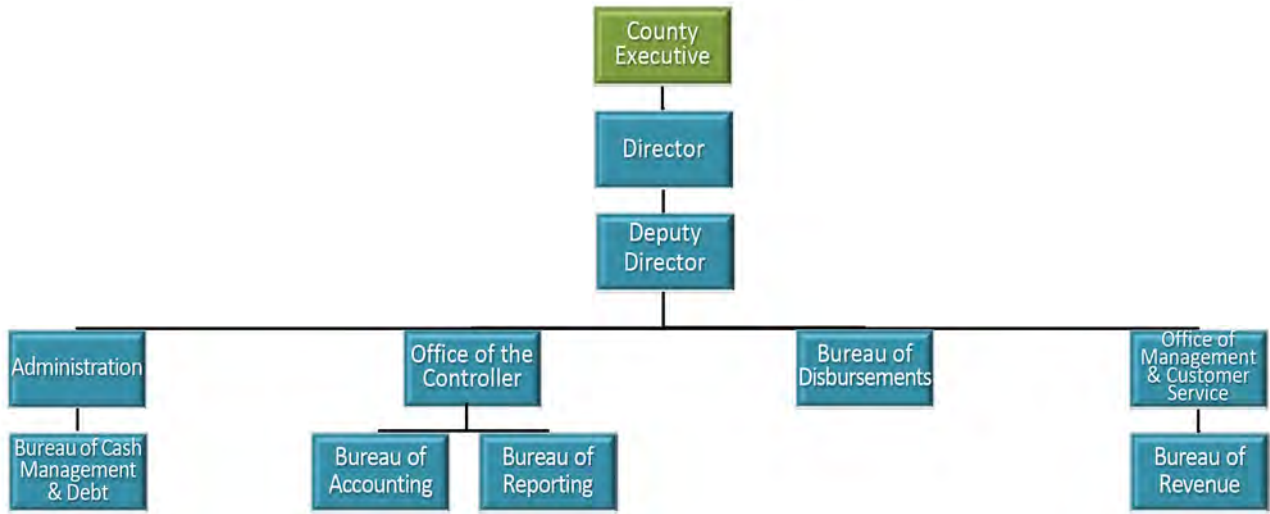 County
Executive
Director
Deputy
Director
Administration
Office of the
Controller
Bureau of
Disbursements
Office of
Management
& Customer
Service
Bureau of Cash
Management
& Debt
Bureau of
Accounting
Bureau of
Reporting
Bureau of
Revenue